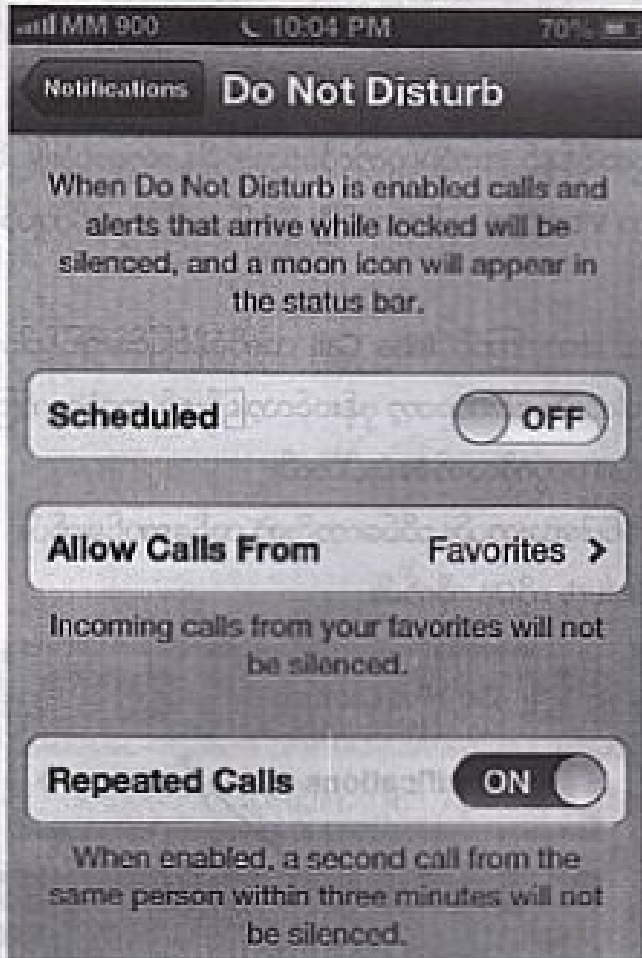 MM 900 10:04 PM 70%
Notifications Do Not Disturb
When Do Not Disturb is enabled calls and
alerts that arrive while locked will be
silenced, and a moon icon will appear in
the status bar.
Scheduled OFF
Allow Calls From Favorites >
Incoming calls from your favorites will not
be silenced.
Repeated Calls ON
When enabled, a second call from the
same person within three minutes will not
be silenced.